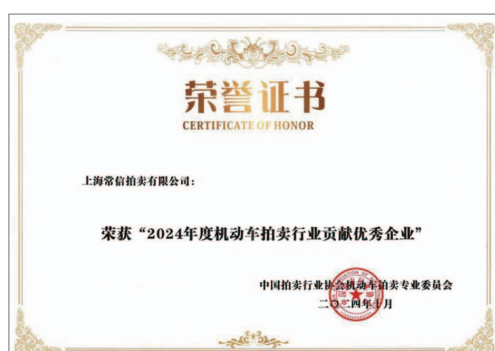 荣誉证书
CERTIFICATE OF HONOR
上海常信拍卖有限公司：
荣获“2024年度机动车拍卖行业贡献优秀企业”
中国拍卖行业协会机动车拍卖专业委员会
二〇二四年十月